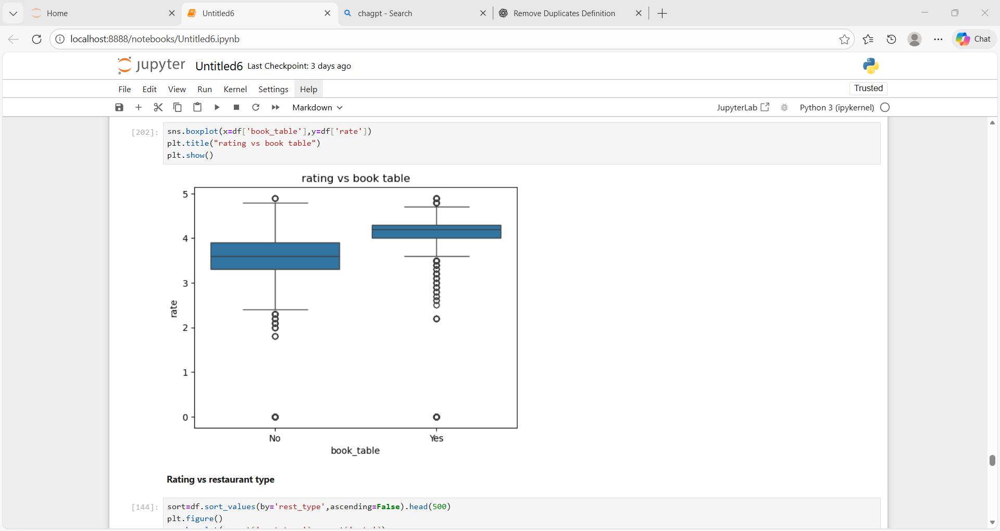 Home
Untitled6
chagpt - Search
Remove Duplicates Definition
localhost:8888/notebooks/Untitled6.ipynb
Chat
jupyter Untitled6 Last Checkpoint: 3 days ago
File Edit View Run Kernel Settings Help
Trusted
Markdown
JupyterLab
Python 3 (ipykernel)
[202]:
sns.boxplot(x=df['book_table'],y=df['rate'])
plt.title("rating vs book table")
plt.show()
rating vs book table
5
4
3
2
1
0
rate
No
Yes
book_table
Rating vs restaurant type
[144]:
sort=df.sort_values(by='rest_type',ascending=False).head(500)
plt.figure()